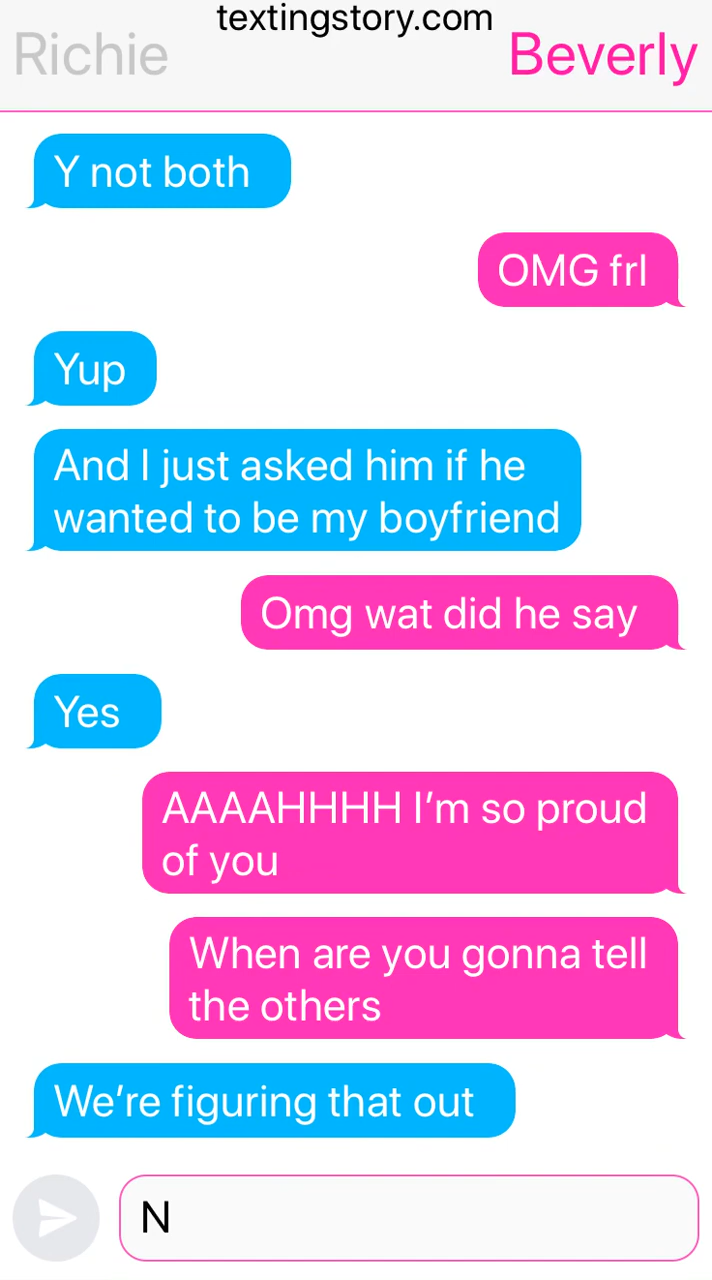 textingstory.com
Richie
Beverly
Y not both
OMG frl
Yup
And I just asked him if he
wanted to be my boyfriend
Omg wat did he say
Yes
AAAAHHHH I’m so proud
of you
When are you gonna tell
the others
We’re figuring that out
N